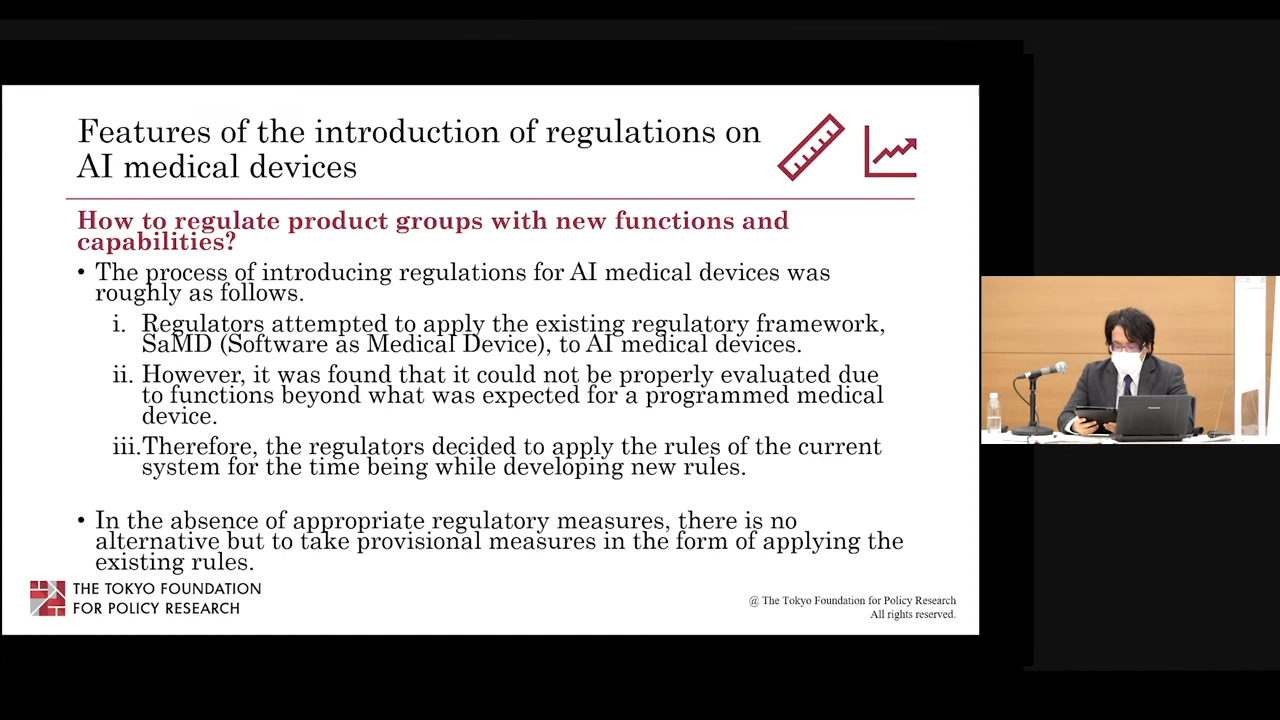 Features of the introduction of regulations on
AI medical devices
How to regulate product groups with new functions and
capabilities?
• The process of introducing regulations for AI medical devices was
roughly as follows.
i. Regulators attempted to apply the existing regulatory framework,
SaMD (Software as Medical Device), to AI medical devices.
ii. However, it was found that it could not be properly evaluated due
to functions beyond what was expected for a programmed medical
device.
iii.Therefore, the regulators decided to apply the rules of the current
system for the time being while developing new rules.
• In the absence of appropriate regulatory measures, there is no
alternative but to take provisional measures in the form of applying the
existing rules.
THE TOKYO FOUNDATION
FOR POLICY RESEARCH
@ The Tokyo Foundation for Policy Research
All rights reserved.